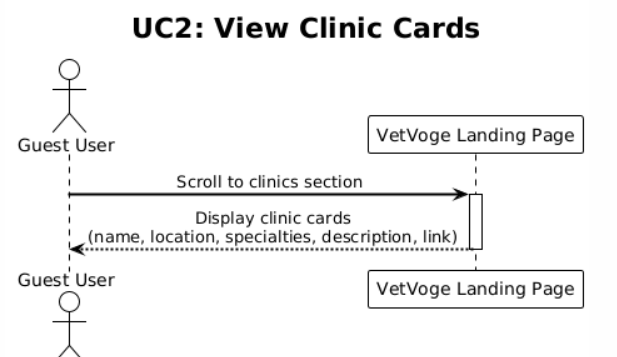 UC2: View Clinic Cards
Guest User
VetVoge Landing Page
Scroll to clinics section
Display clinic cards
(name, location, specialties, description, link)
Guest User
VetVoge Landing Page